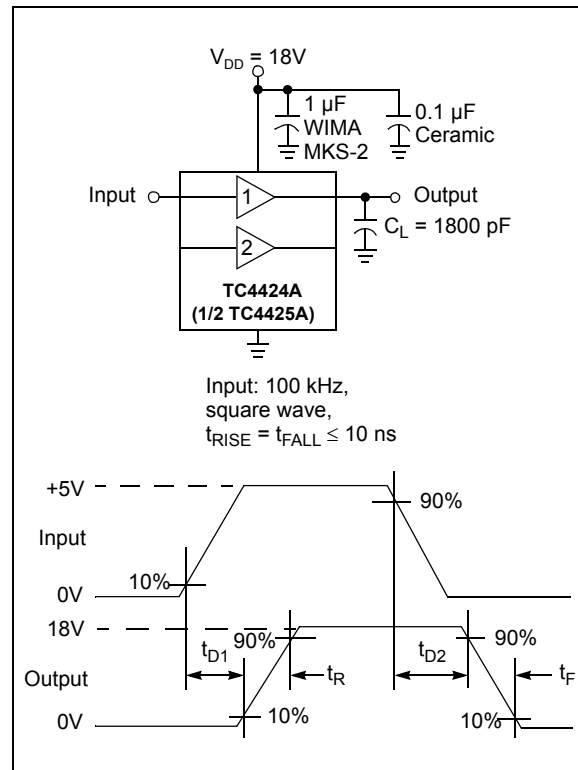 V_DD = 18V
1 µF
WIMA
MKS-2
0.1 µF
Ceramic
Input
1
Output
C_L = 1800 pF
2
TC4424A
(1/2 TC4425A)
Input: 100 kHz,
square wave,
t_RISE = t_FALL ≤ 10 ns
+5V
90%
Input
10%
0V
18V
90%
90%
t_D1
t_R
t_D2
t_F
Output
0V
10%
10%